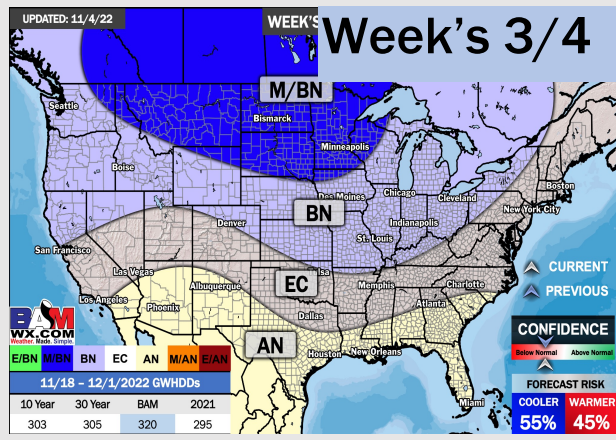 UPDATED: 11/4/22
WEEK'S
Week's 3/4
M/BN
Seattle
Bismarck
Minneapolis
Boise
Des Moines
Chicago
Cleveland
Boston
New York City
BN
Denver
Indianapolis
St. Louis
San Francisco
Las Vegas
Los Angeles
Albuquerque
Phoenix
EC
lsa
Memphis
Charlotte
Atlanta
Dallas
AN
Houston
New Orleans
Miami
CURRENT
PREVIOUS
BAM
WX.COM
Weather. Made. Simple.
E/BN M/BN BN EC AN M/AN E/AN
11/18 - 12/1/2022 GWHDDs
10 Year 30 Year BAM 2021
303 305 320 295
CONFIDENCE
Below Normal Above Normal
FORECAST RISK
COOLER WARMER
55% 45%